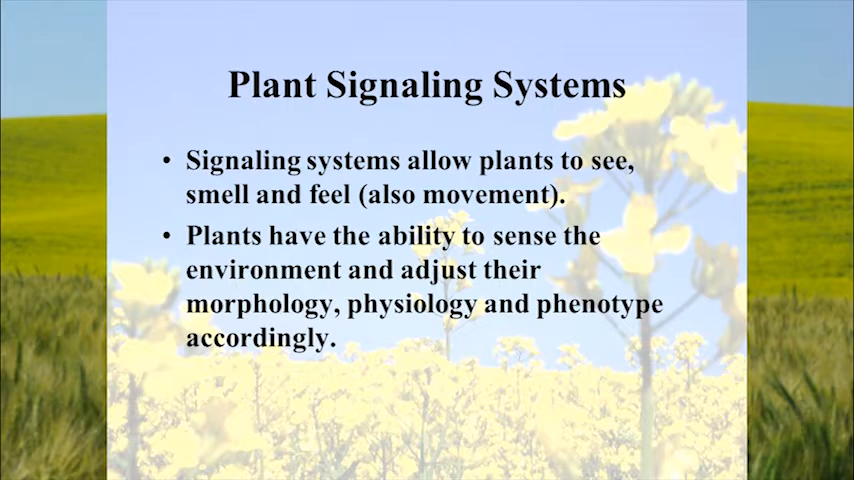 Plant Signaling Systems
• Signaling systems allow plants to see,
smell and feel (also movement).
• Plants have the ability to sense the
environment and adjust their
morphology, physiology and phenotype
accordingly.